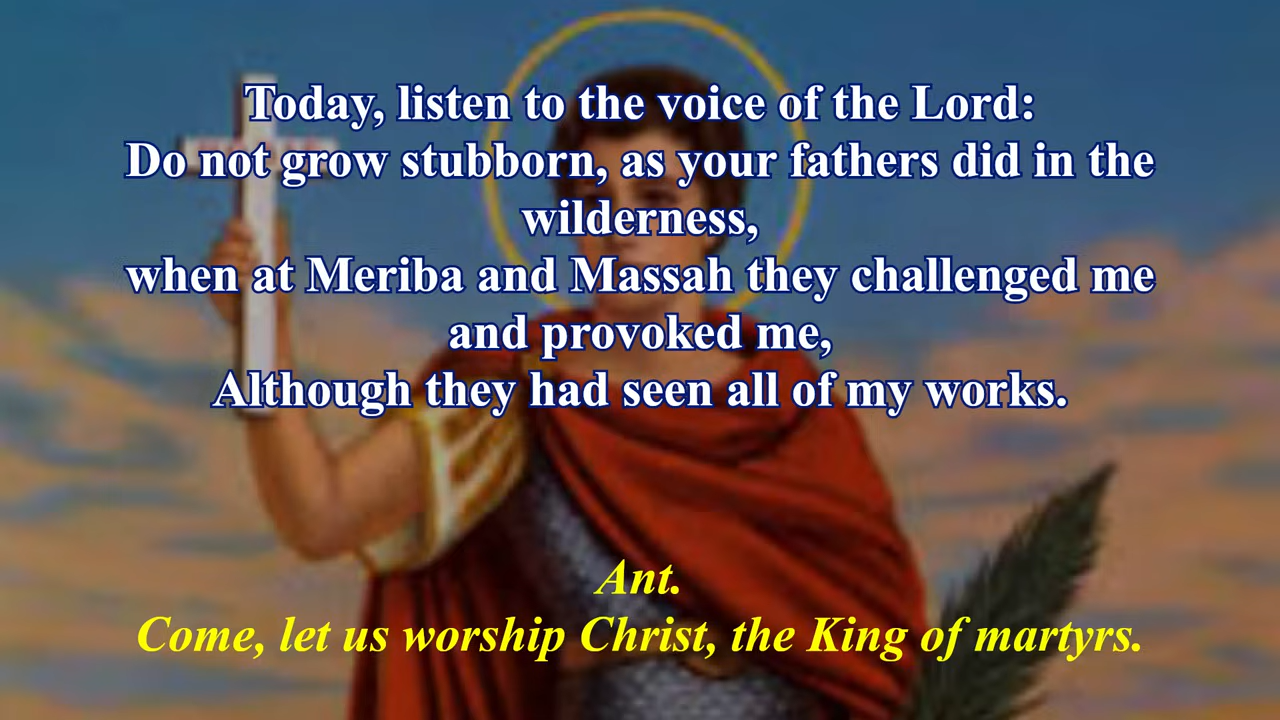 Today, listen to the voice of the Lord:
Do not grow stubborn, as your fathers did in the
wilderness,
when at Meriba and Massah they challenged me
and provoked me,
Although they had seen all of my works.
Ant.
Come, let us worship Christ, the King of martyrs.